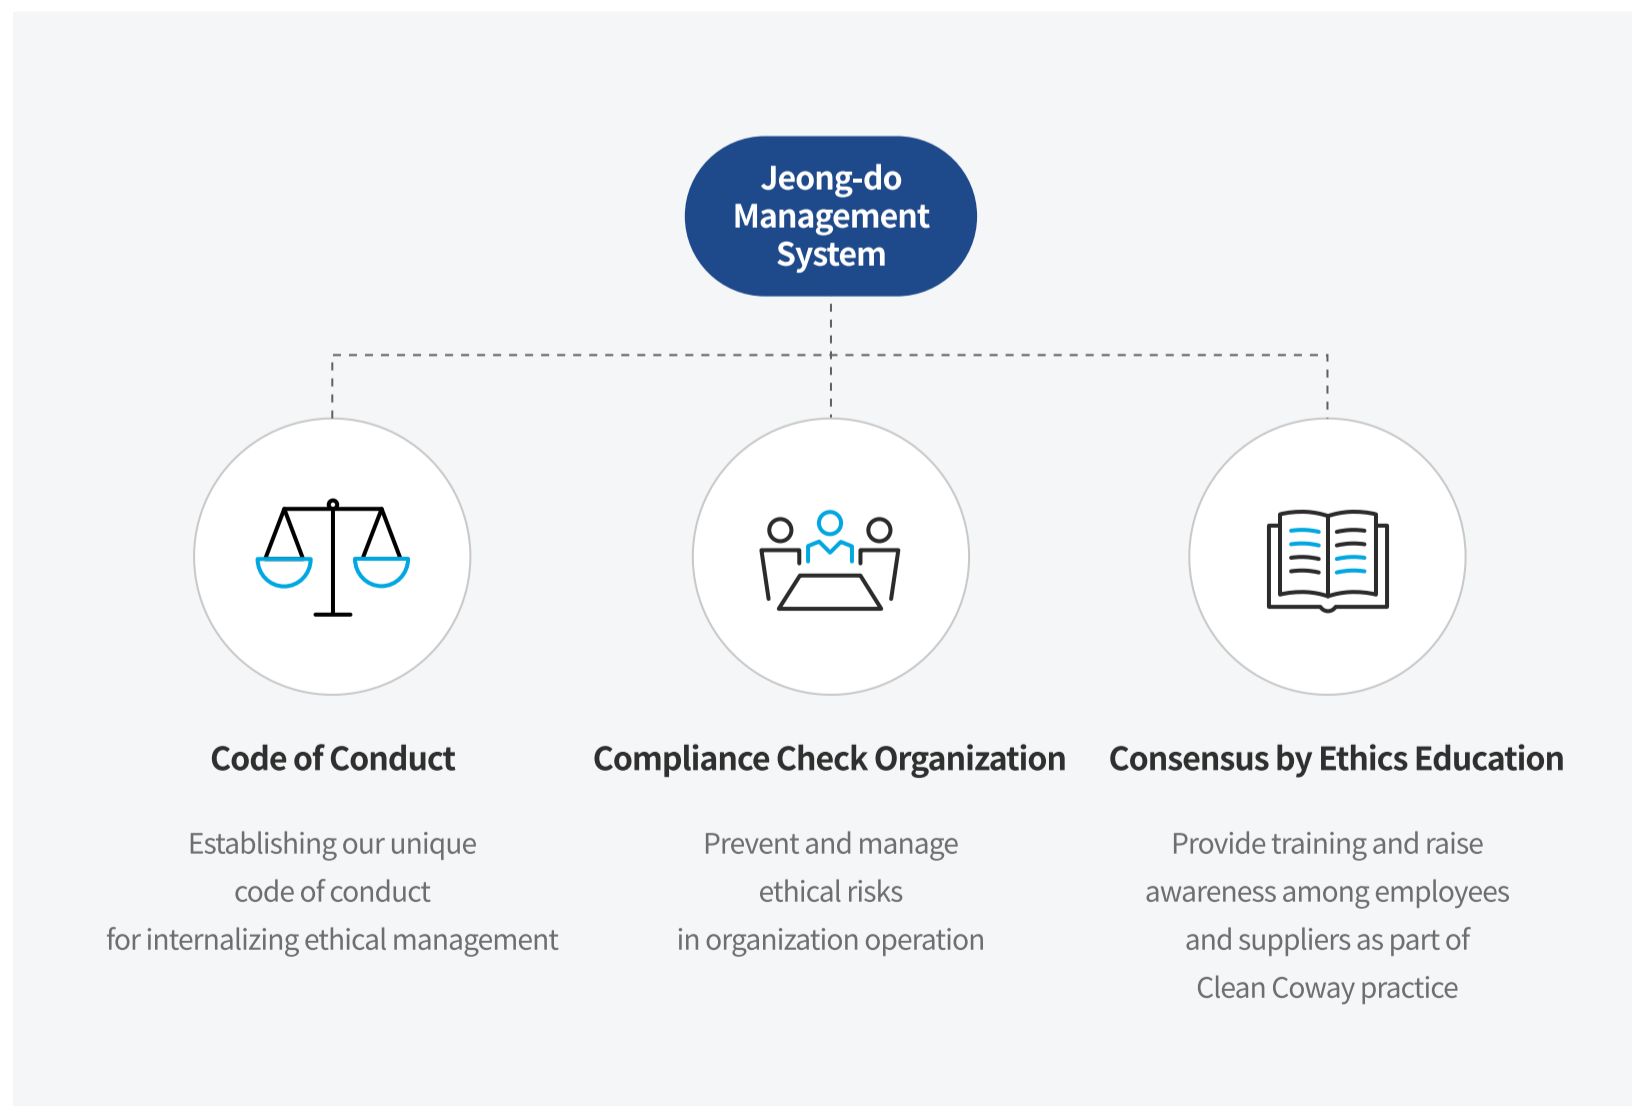 Jeong-do
Management
System
Code of Conduct
Establishing our unique
code of conduct
for internalizing ethical management
Compliance Check Organization
Prevent and manage
ethical risks
in organization operation
Consensus by Ethics Education
Provide training and raise
awareness among employees
and suppliers as part of
Clean Coway practice